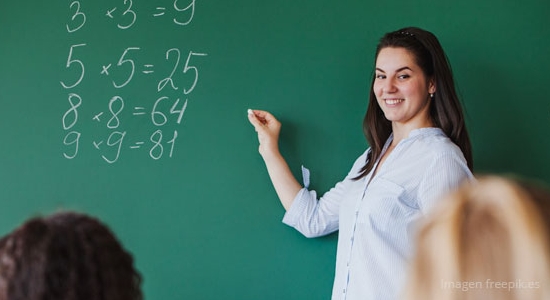 3 × 3 = 9
5 × 5 = 25
8 × 8 = 64
9 × 9 = 81
Imagen freepik.es